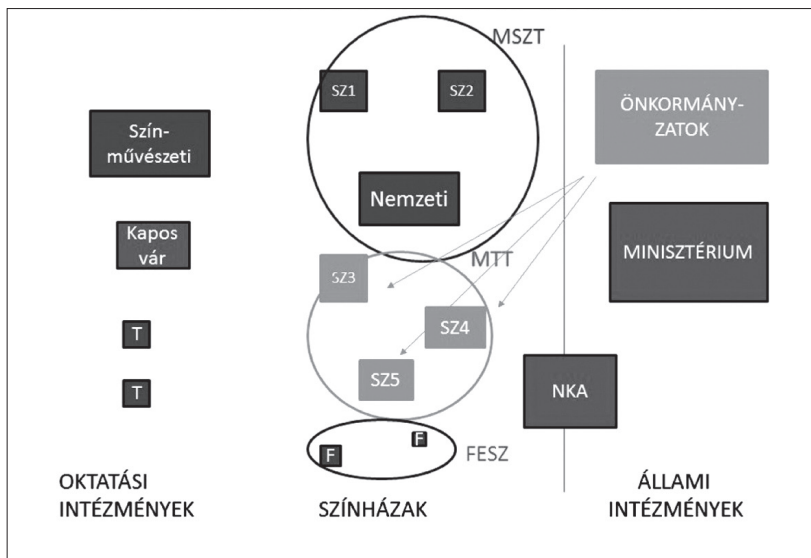 MSZT
SZ1
SZ2
ÖNKORMÁNY-
ZATOK
Szín-
művészeti
Nemzeti
Kapos
vár
MTT
MINISZTÉRIUM
SZ3
T
SZ4
SZ5
T
NKA
F
F
FESZ
OKTATÁSI
INTÉZMÉNYEK
SZÍNHÁZAK
ÁLLAMI
INTÉZMÉNYEK